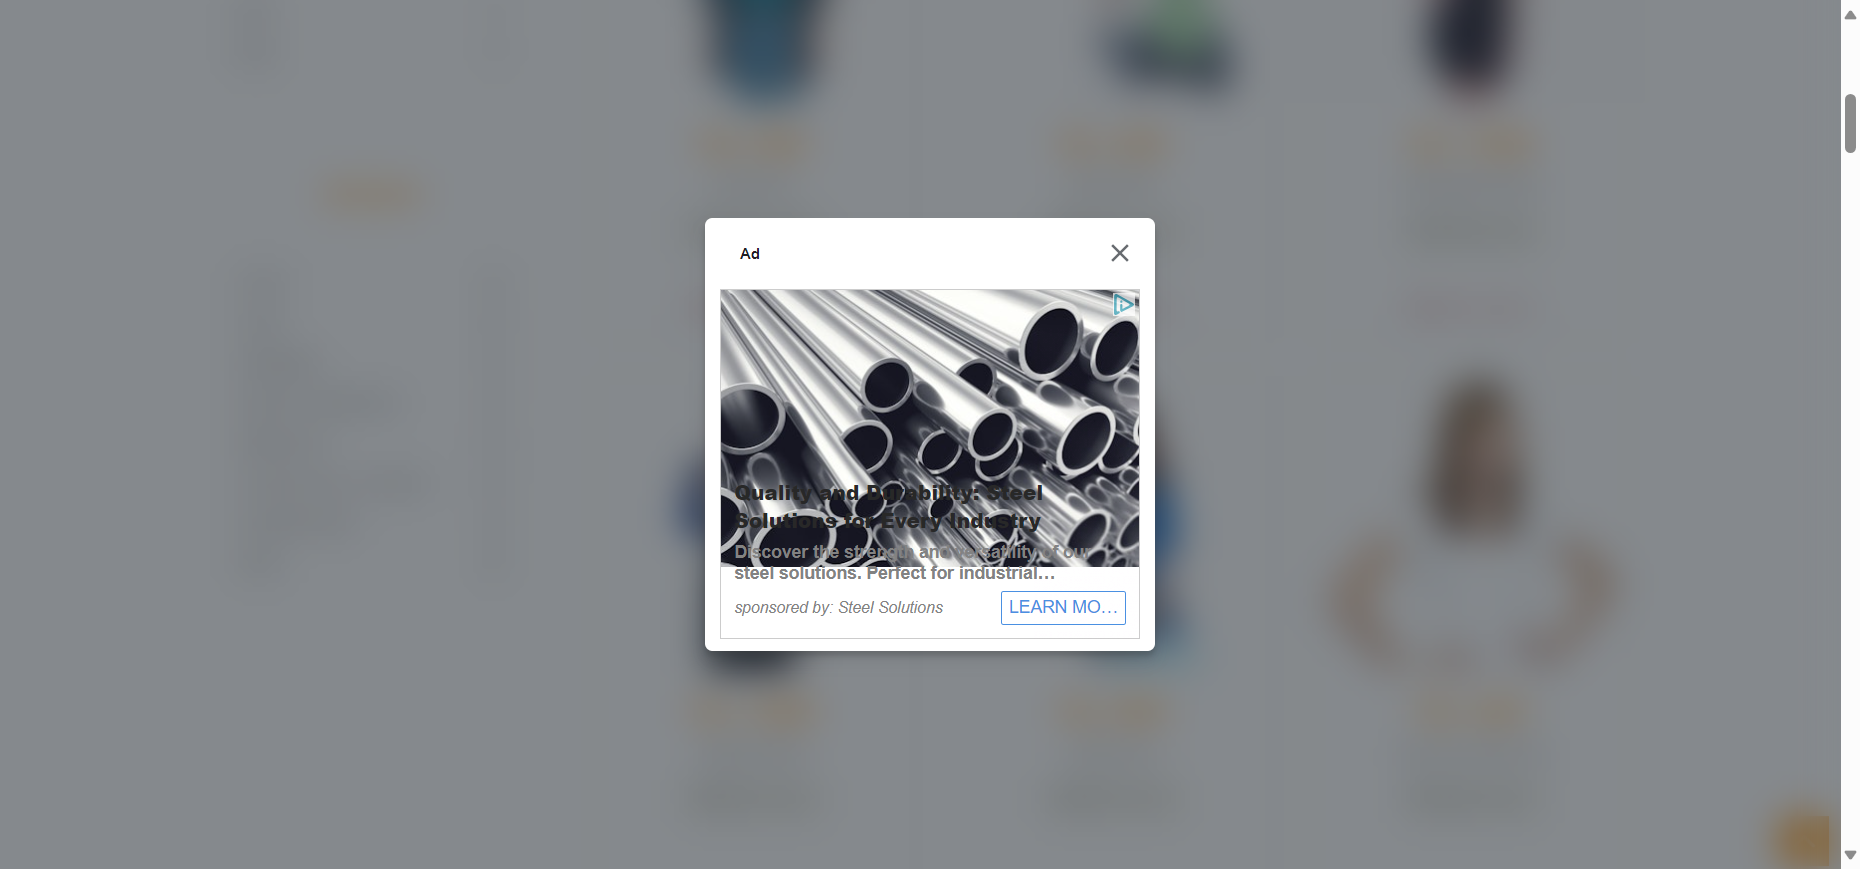 Ad
Quality and Durability: Steel
Solutions for Every Industry
Discover the strength and versatility of our
steel solutions. Perfect for industrial...
sponsored by: Steel Solutions
LEARN MO...